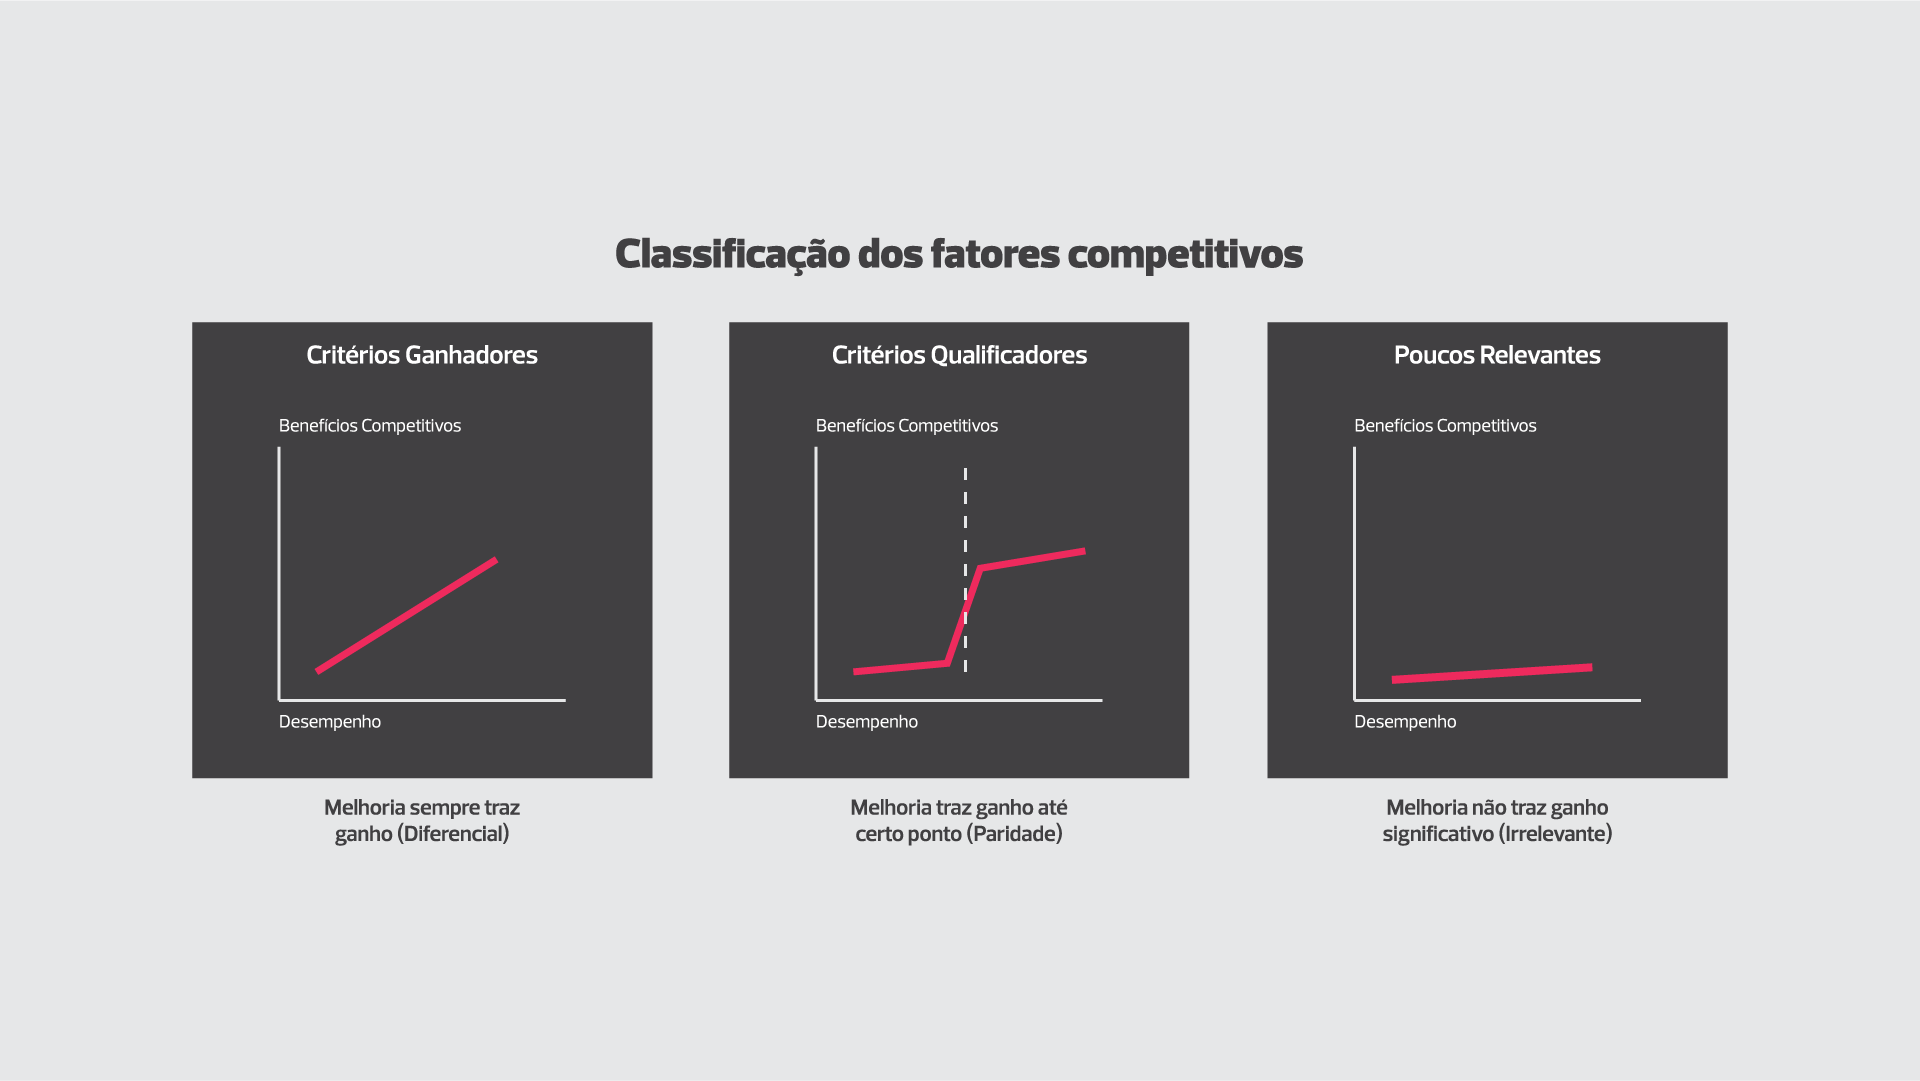 Classificação dos fatores competitivos
Critérios Ganhadores
Benefícios Competitivos
Desempenho
Melhoria sempre traz
ganho (Diferencial)
Critérios Qualificadores
Benefícios Competitivos
Desempenho
Melhoria traz ganho até
certo ponto (Paridade)
Poucos Relevantes
Benefícios Competitivos
Desempenho
Melhoria não traz ganho
significativo (Irrelevante)